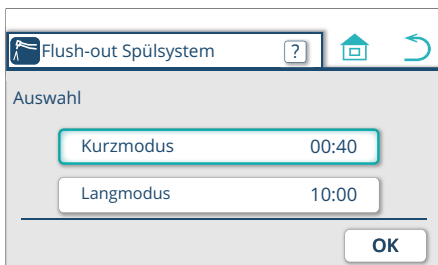 Flush-out Spülsystem ?
Auswahl
Kurzmodus 00:40
Langmodus 10:00
OK